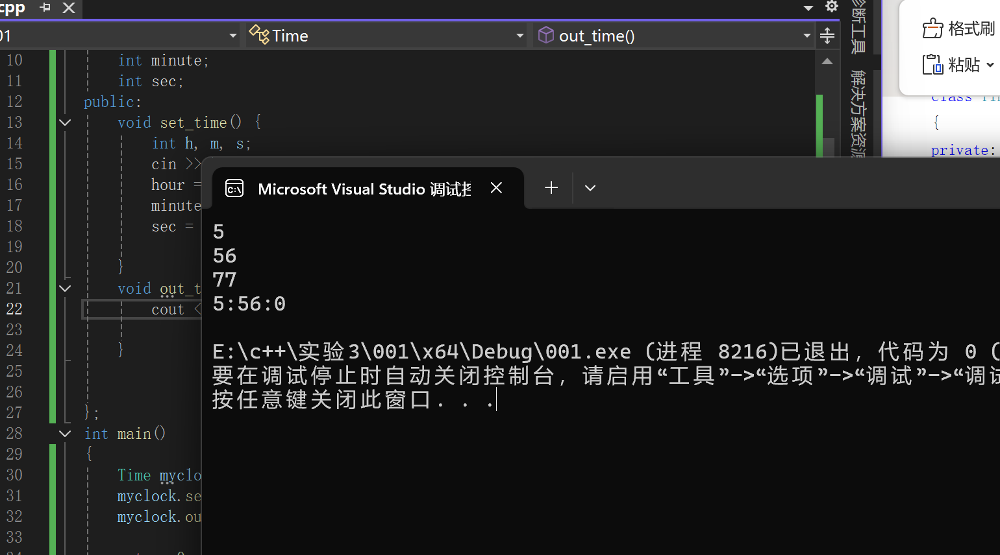 cpp
01
Time
out_time()
10 int minute;
11 int sec;
12 public:
13 void set_time() {
14 int h, m, s;
15 cin >>
16 hour =
17 minute
18 sec =
19
20 }
21 void out_t
22 cout <
23
24 }
25
26
27 };
28 int main()
29 {
30 Time myclo
31 myclock.se
32 myclock.ou
33
诊断工具
解决方案资源
格式刷
粘贴
class
{
private:
Microsoft Visual Studio 调试控
5
56
77
5:56:0
E:\c++\实验3\001\x64\Debug\001.exe (进程 8216)已退出，代码为 0 (
要在调试停止时自动关闭控制台，请启用“工具”->“选项”->“调试”->“调试
按任意键关闭此窗口. . .